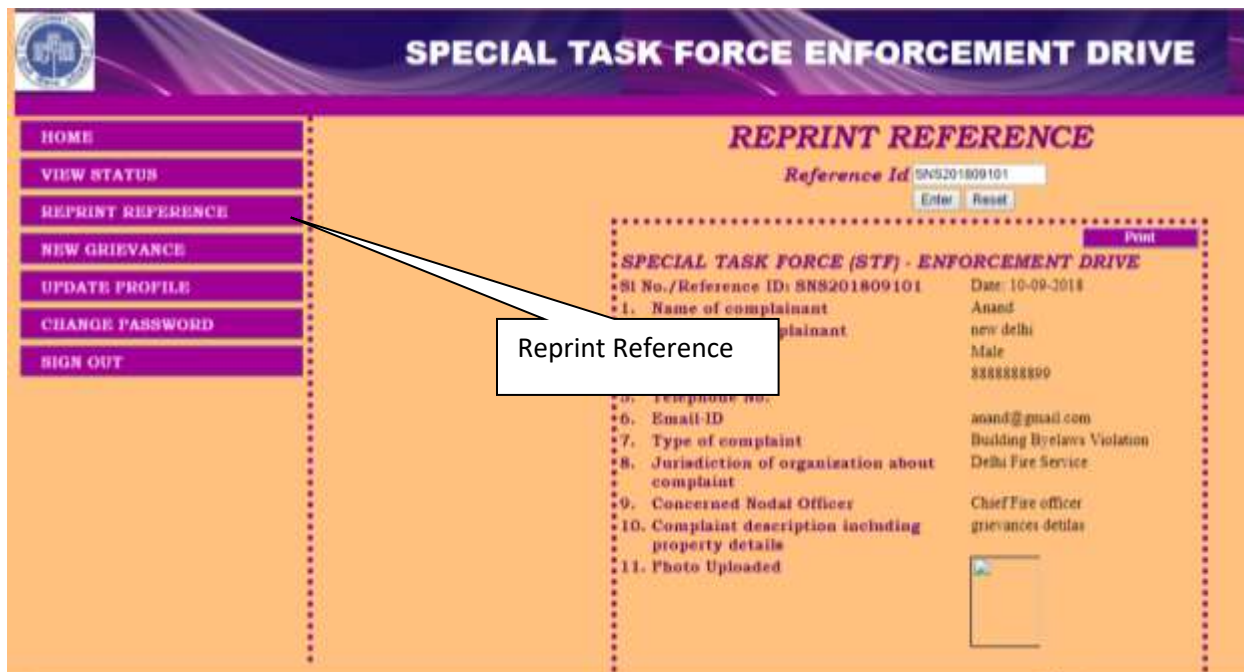 SPECIAL TASK FORCE ENFORCEMENT DRIVE
HOME
VIEW STATUS
REPRINT REFERENCE
NEW GRIEVANCE
UPDATE PROFILE
CHANGE PASSWORD
SIGN OUT
Reprint Reference
REPRINT REFERENCE
Reference Id SNS201809101
Enter Reset
Print
SPECIAL TASK FORCE (STF) - ENFORCEMENT DRIVE
Sl No./Reference ID: SNS201809101 Date: 10-09-2018
1. Name of complainant Anand
plainant new delhi
Male
8888888899
5. Telephone No.
6. Email-ID anand@gmail.com
7. Type of complaint Building Byelaws Violation
8. Jurisdiction of organization about Delhi Fire Service
complaint
9. Concerned Nodal Officer Chief Fire officer
10. Complaint description including grievances detilas
property details
11. Photo Uploaded